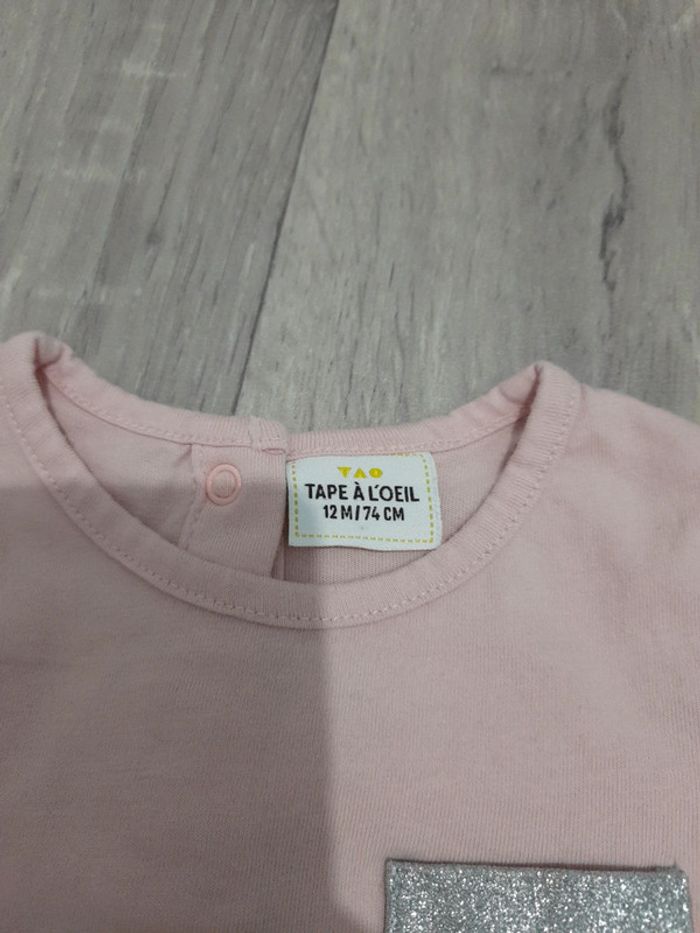 TAO
TAPE À L'OEIL
12 M / 74 CM